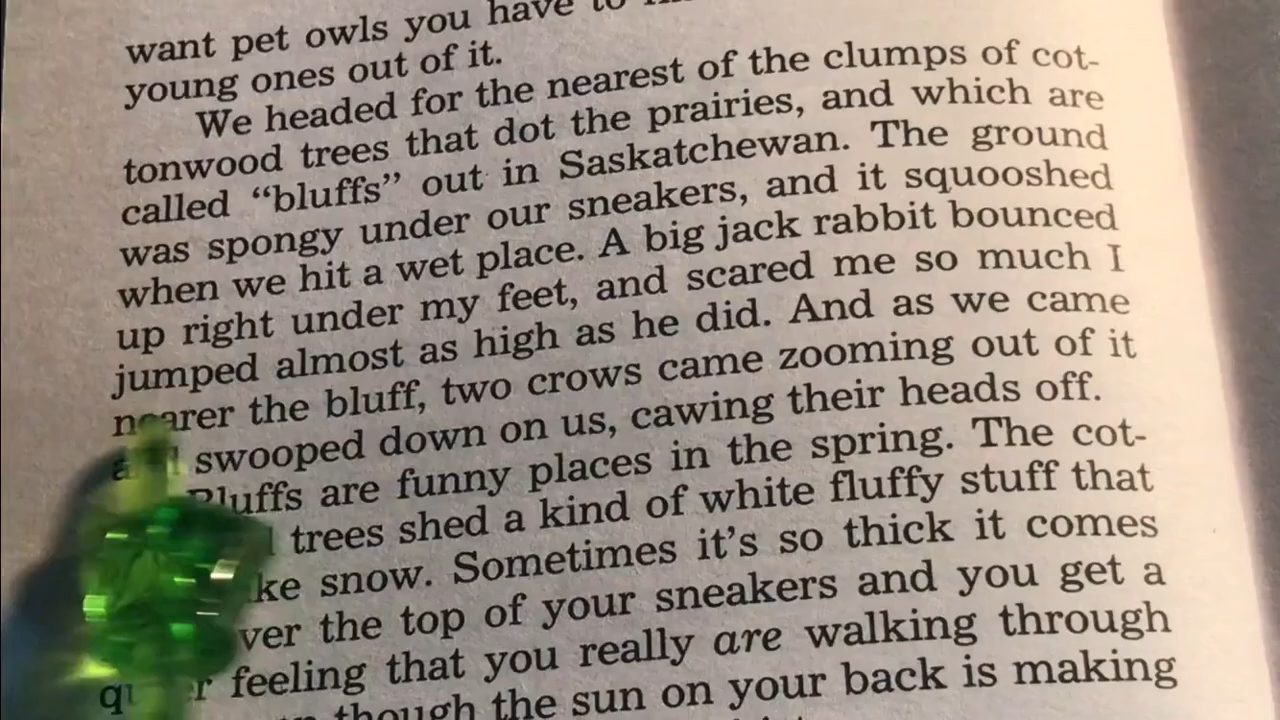 want pet owls you have to
young ones out of it.
We headed for the nearest of the clumps of cot-
tonwood trees that dot the prairies, and which are
called “bluffs” out in Saskatchewan. The ground
was spongy under our sneakers, and it squooshed
when we hit a wet place. A big jack rabbit bounced
up right under my feet, and scared me so much I
jumped almost as high as he did. And as we came
nearer the bluff, two crows came zooming out of it
swooped down on us, cawing their heads off.
Bluffs are funny places in the spring. The cot-
trees shed a kind of white fluffy stuff that
snow. Sometimes it’s so thick it comes
the top of your sneakers and you get a
feeling that you really are walking through
though the sun on your back is making